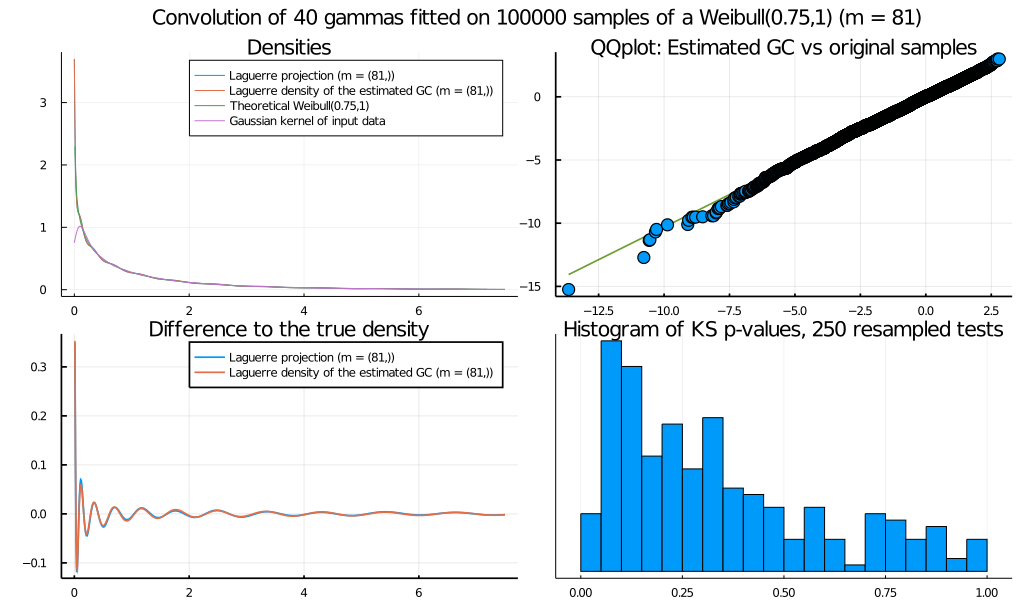 Convolution of 40 gammas fitted on 100000 samples of a Weibull(0.75,1) (m = 81)
Densities
Laguerre projection (m = (81,))
Laguerre density of the estimated GC (m = (81,))
Theoretical Weibull(0.75,1)
Gaussian kernel of input data
3
2
1
0
0 2 4 6
QQplot: Estimated GC vs original samples
0
−5
−10
−15
−12.5 −10.0 −7.5 −5.0 −2.5 0.0 2.5
Difference to the true density
Laguerre projection (m = (81,))
Laguerre density of the estimated GC (m = (81,))
0.3
0.2
0.1
0.0
−0.1
0 2 4 6
Histogram of KS p-values, 250 resampled tests
0.00 0.25 0.50 0.75 1.00